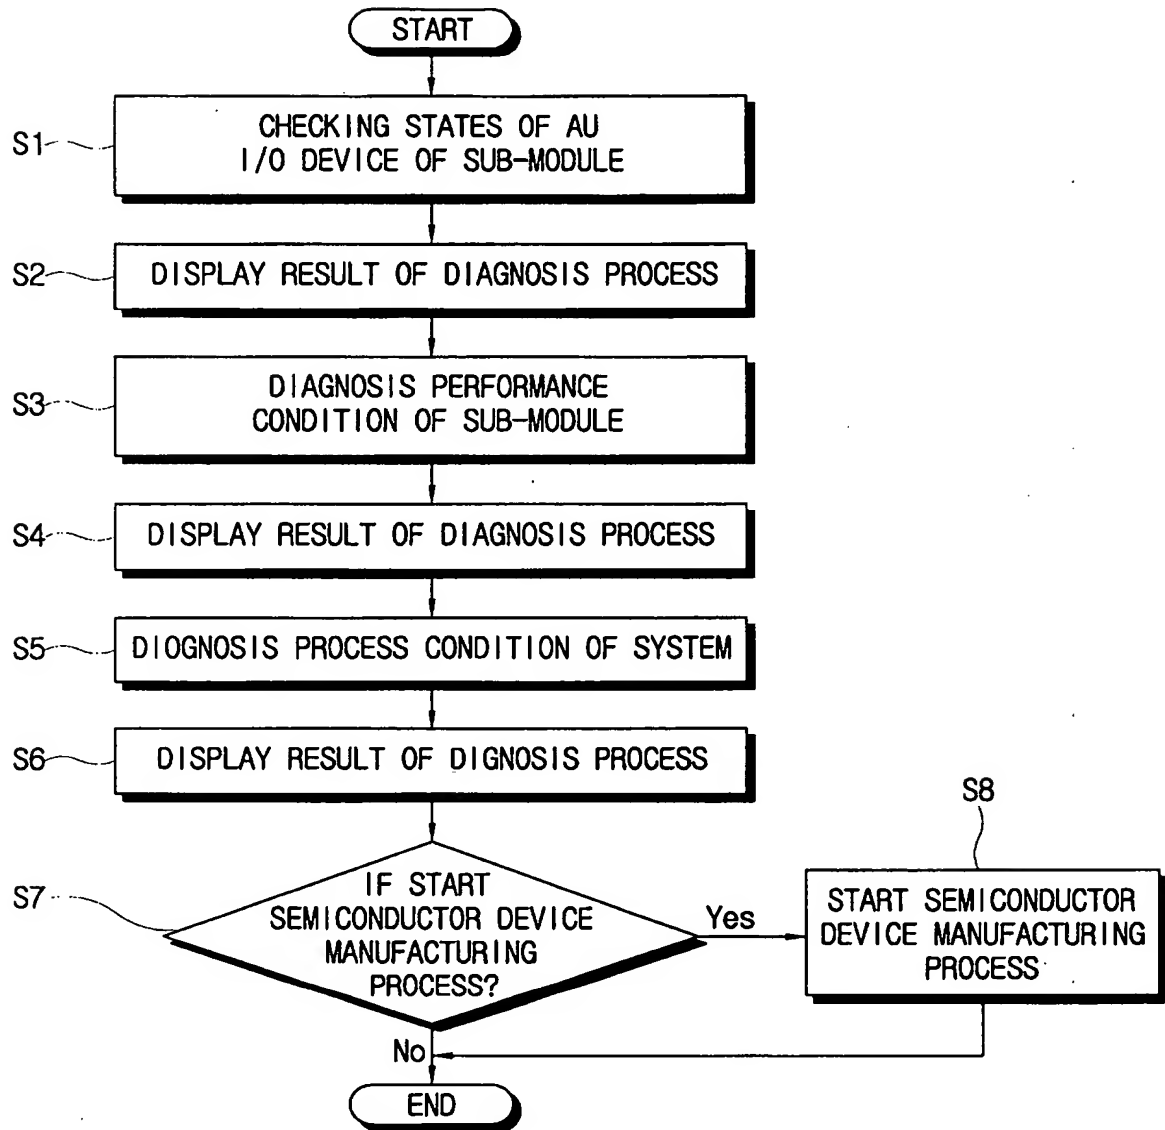 START
S1
CHECKING STATES OF AU
I/O DEVICE OF SUB-MODULE
S2
DISPLAY RESULT OF DIAGNOSIS PROCESS
S3
DIAGNOSIS PERFORMANCE
CONDITION OF SUB-MODULE
S4
DISPLAY RESULT OF DIAGNOSIS PROCESS
S5
DIOGNOSIS PROCESS CONDITION OF SYSTEM
S6
DISPLAY RESULT OF DIGNOSIS PROCESS
S7
IF START
SEMICONDUCTOR DEVICE
MANUFACTURING
PROCESS?
Yes
S8
START SEMICONDUCTOR
DEVICE MANUFACTURING
PROCESS
No
END